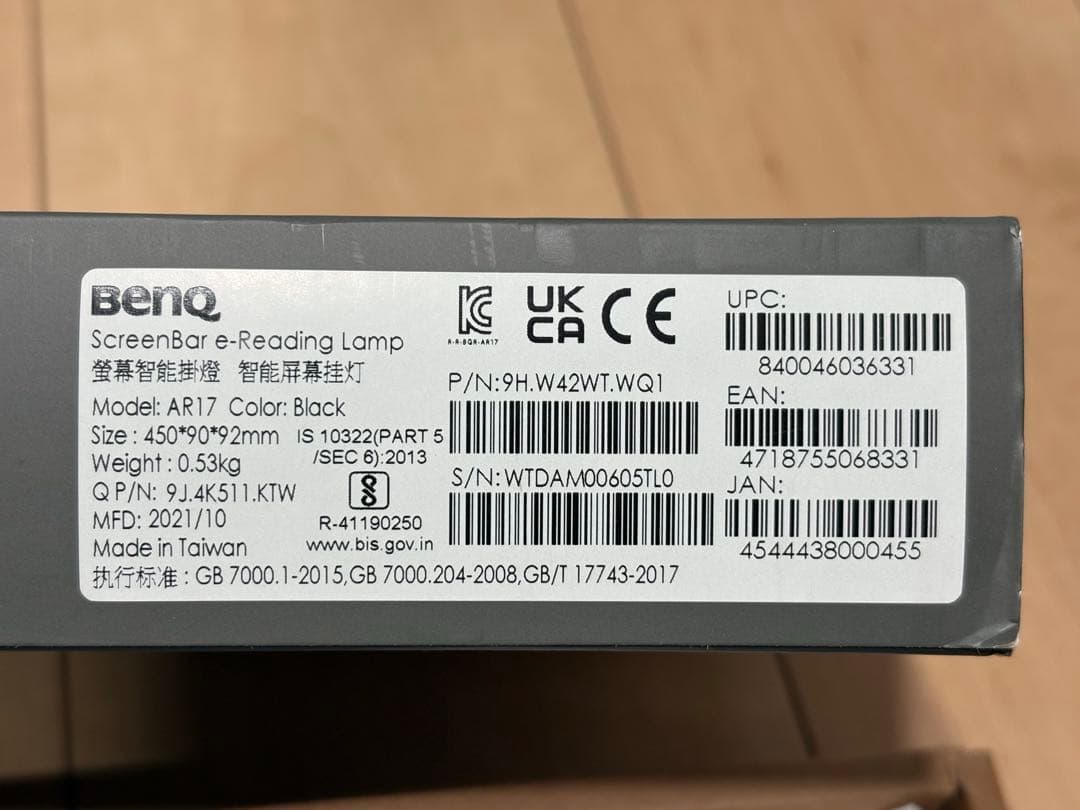 BenQ
ScreenBar e-Reading Lamp
螢幕智能掛燈 智能屏幕挂灯
Model: AR17 Color: Black
Size : 450*90*92mm
Weight : 0.53kg
Q P/N: 9J.4K511.KTW
MFD: 2021/10
Made in Taiwan
IS 10322(PART 5
/SEC 6):2013
R-41190250
www.bis.gov.in
执行标准 : GB 7000.1-2015,GB 7000.204-2008,GB/T 17743-2017
R-R-BQR-AR17
UK
CA
CE
P/N:9H.W42WT.WQ1
S/N:WTDAM00605TL0
UPC:
840046036331
EAN:
4718755068331
JAN:
4544438000455